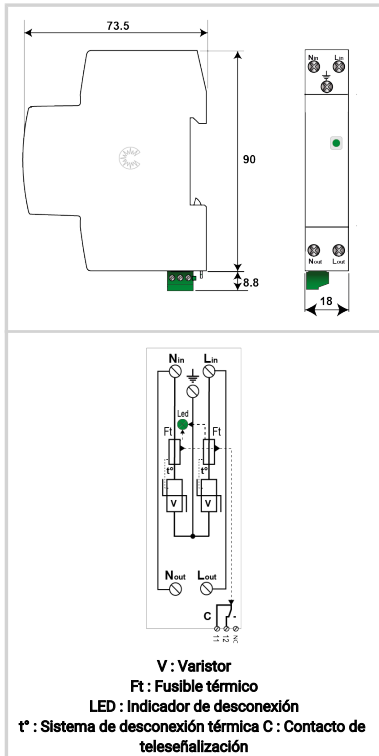 73.5
Nin Lin
90
Nout Lout
8.8
18
Nin Lin
Led
Ft Ft
t°
V V
Nout Lout
C
11 12 NC
V : Varistor
Ft : Fusible térmico
LED : Indicador de desconexión
t° : Sistema de desconexión térmica C : Contacto de
teleseñalización